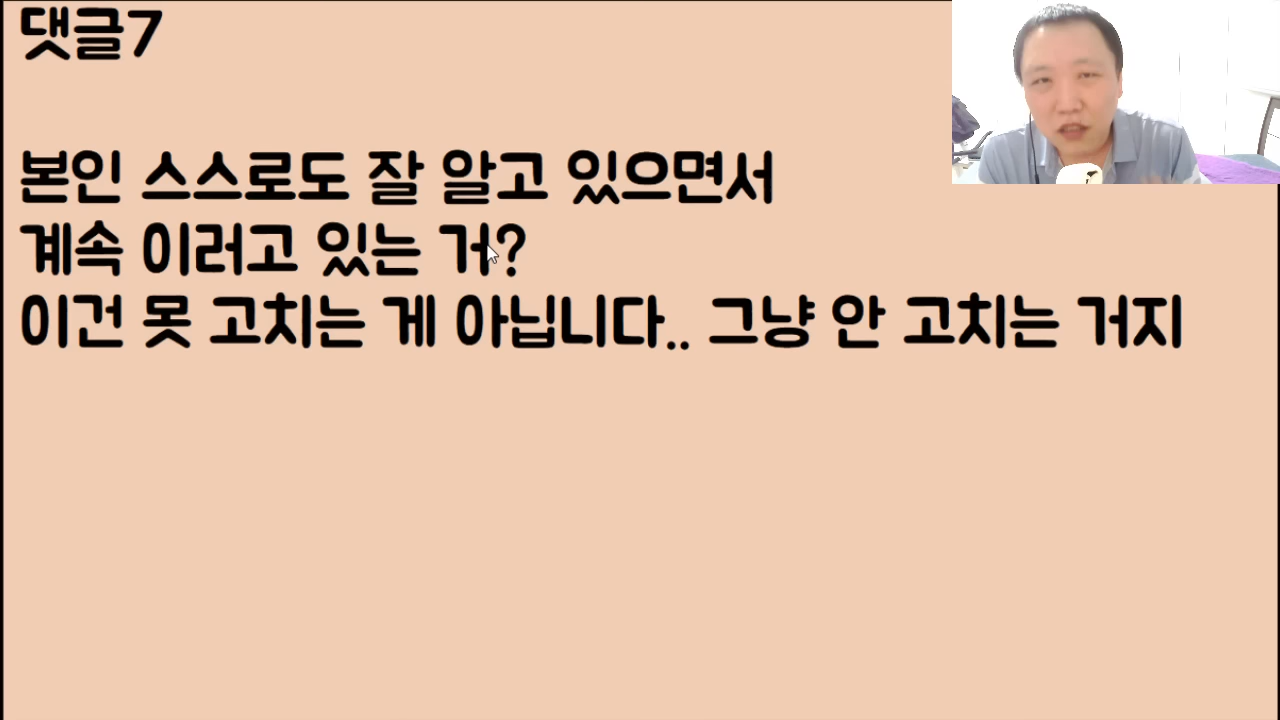 댓글7
본인 스스로도 잘 알고 있으면서
계속 이러고 있는 거?
이건 못 고치는 게 아닙니다.. 그냥 안 고치는 거지